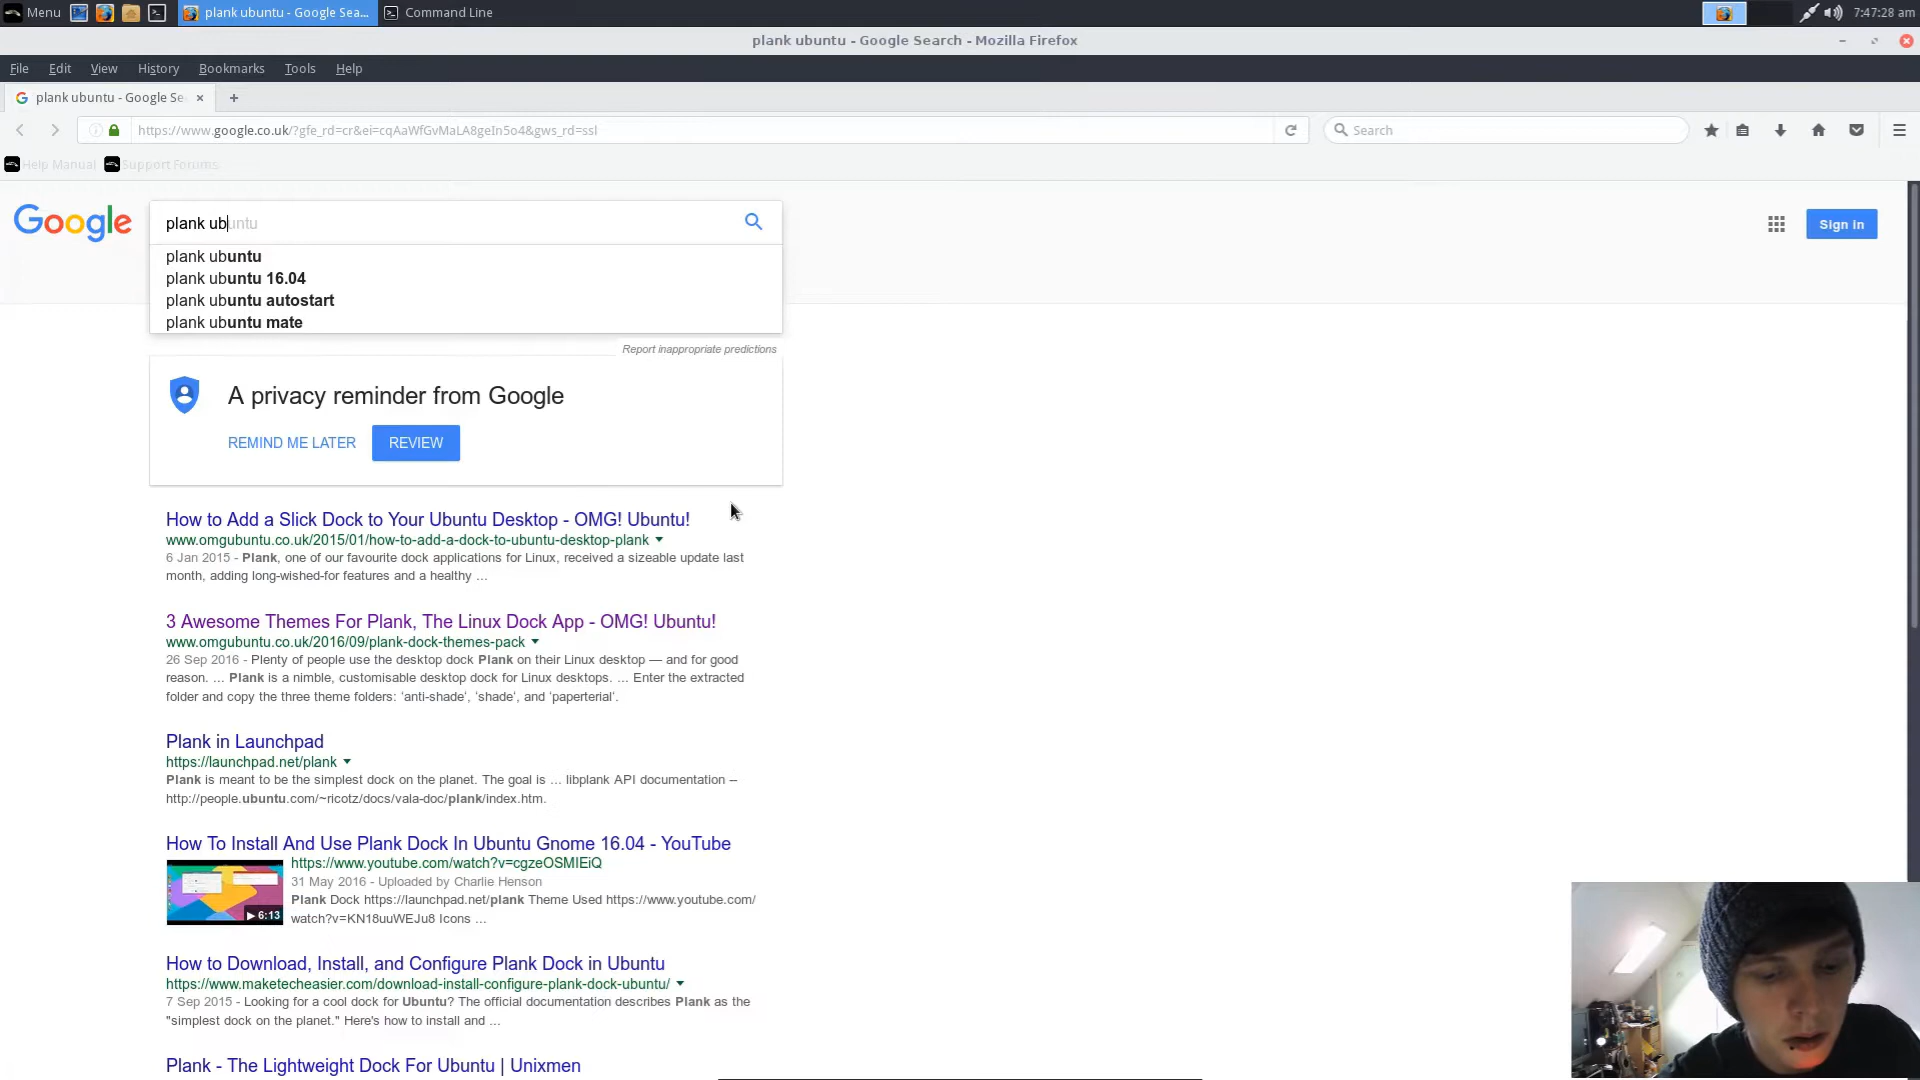 Menu
plank ubuntu - Google Sea...
Command Line
7:47:28 am
plank ubuntu - Google Search - Mozilla Firefox
File Edit View History Bookmarks Tools Help
plank ubuntu - Google Se
https://www.google.co.uk/?gfe_rd=cr&ei=cqAaWfGvMaLA8geIn5o4&gws_rd=ssl
Search
Help Manual
Support Forums
Google
plank ubuntu
Sign in
plank ubuntu
plank ubuntu 16.04
plank ubuntu autostart
plank ubuntu mate
Report inappropriate predictions
A privacy reminder from Google
REMIND ME LATER
REVIEW
How to Add a Slick Dock to Your Ubuntu Desktop - OMG! Ubuntu!
www.omgubuntu.co.uk/2015/01/how-to-add-a-dock-to-ubuntu-desktop-plank
6 Jan 2015 - Plank, one of our favourite dock applications for Linux, received a sizeable update last
month, adding long-wished-for features and a healthy ...
3 Awesome Themes For Plank, The Linux Dock App - OMG! Ubuntu!
www.omgubuntu.co.uk/2016/09/plank-dock-themes-pack
26 Sep 2016 - Plenty of people use the desktop dock Plank on their Linux desktop — and for good
reason. ... Plank is a nimble, customisable desktop dock for Linux desktops. ... Enter the extracted
folder and copy the three theme folders: 'anti-shade', 'shade', and 'paperterial'.
Plank in Launchpad
https://launchpad.net/plank
Plank is meant to be the simplest dock on the planet. The goal is ... libplank API documentation –
http://people.ubuntu.com/~ricotz/docs/vala-doc/plank/index.htm.
How To Install And Use Plank Dock In Ubuntu Gnome 16.04 - YouTube
https://www.youtube.com/watch?v=cgzeOSMIEiQ
31 May 2016 - Uploaded by Charlie Henson
Plank Dock https://launchpad.net/plank Theme Used https://www.youtube.com/
watch?v=KN18uuWEJu8 Icons ...
6:13
How to Download, Install, and Configure Plank Dock in Ubuntu
https://www.maketecheasier.com/download-install-configure-plank-dock-ubuntu/
7 Sep 2015 - Looking for a cool dock for Ubuntu? The official documentation describes Plank as the
"simplest dock on the planet." Here's how to install and ...
Plank - The Lightweight Dock For Ubuntu | Unixmen